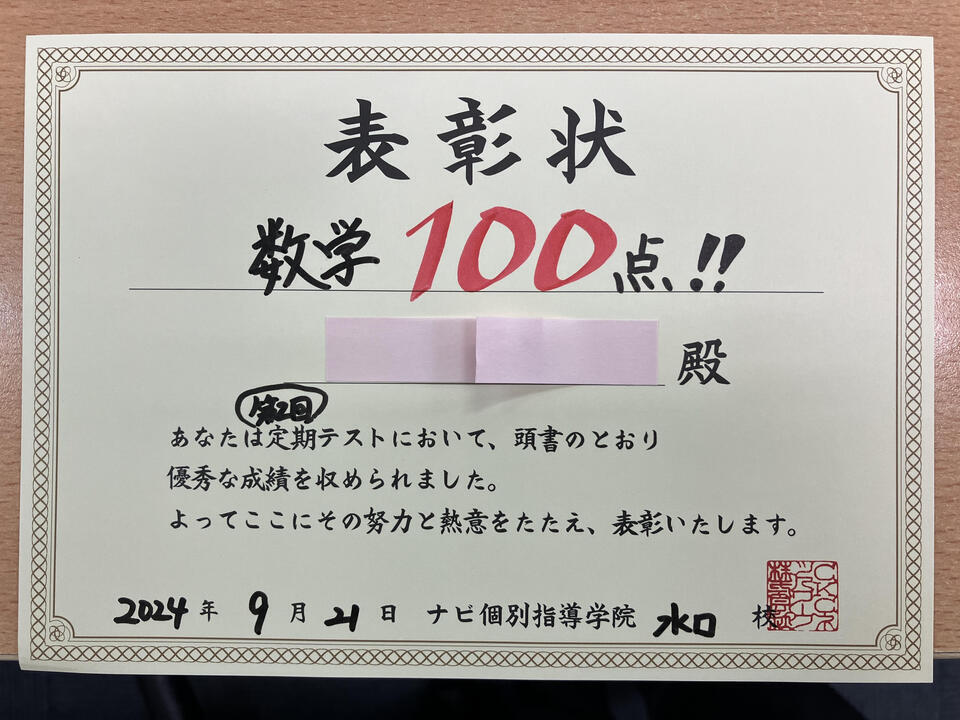 表彰状
数学100点!!
殿
第2回
あなたは定期テストにおいて、頭書のとおり
優秀な成績を収められました。
よってここにその努力と熱意をたたえ、表彰いたします。
2024年9月21日 ナビ個別指導学院 水口 校